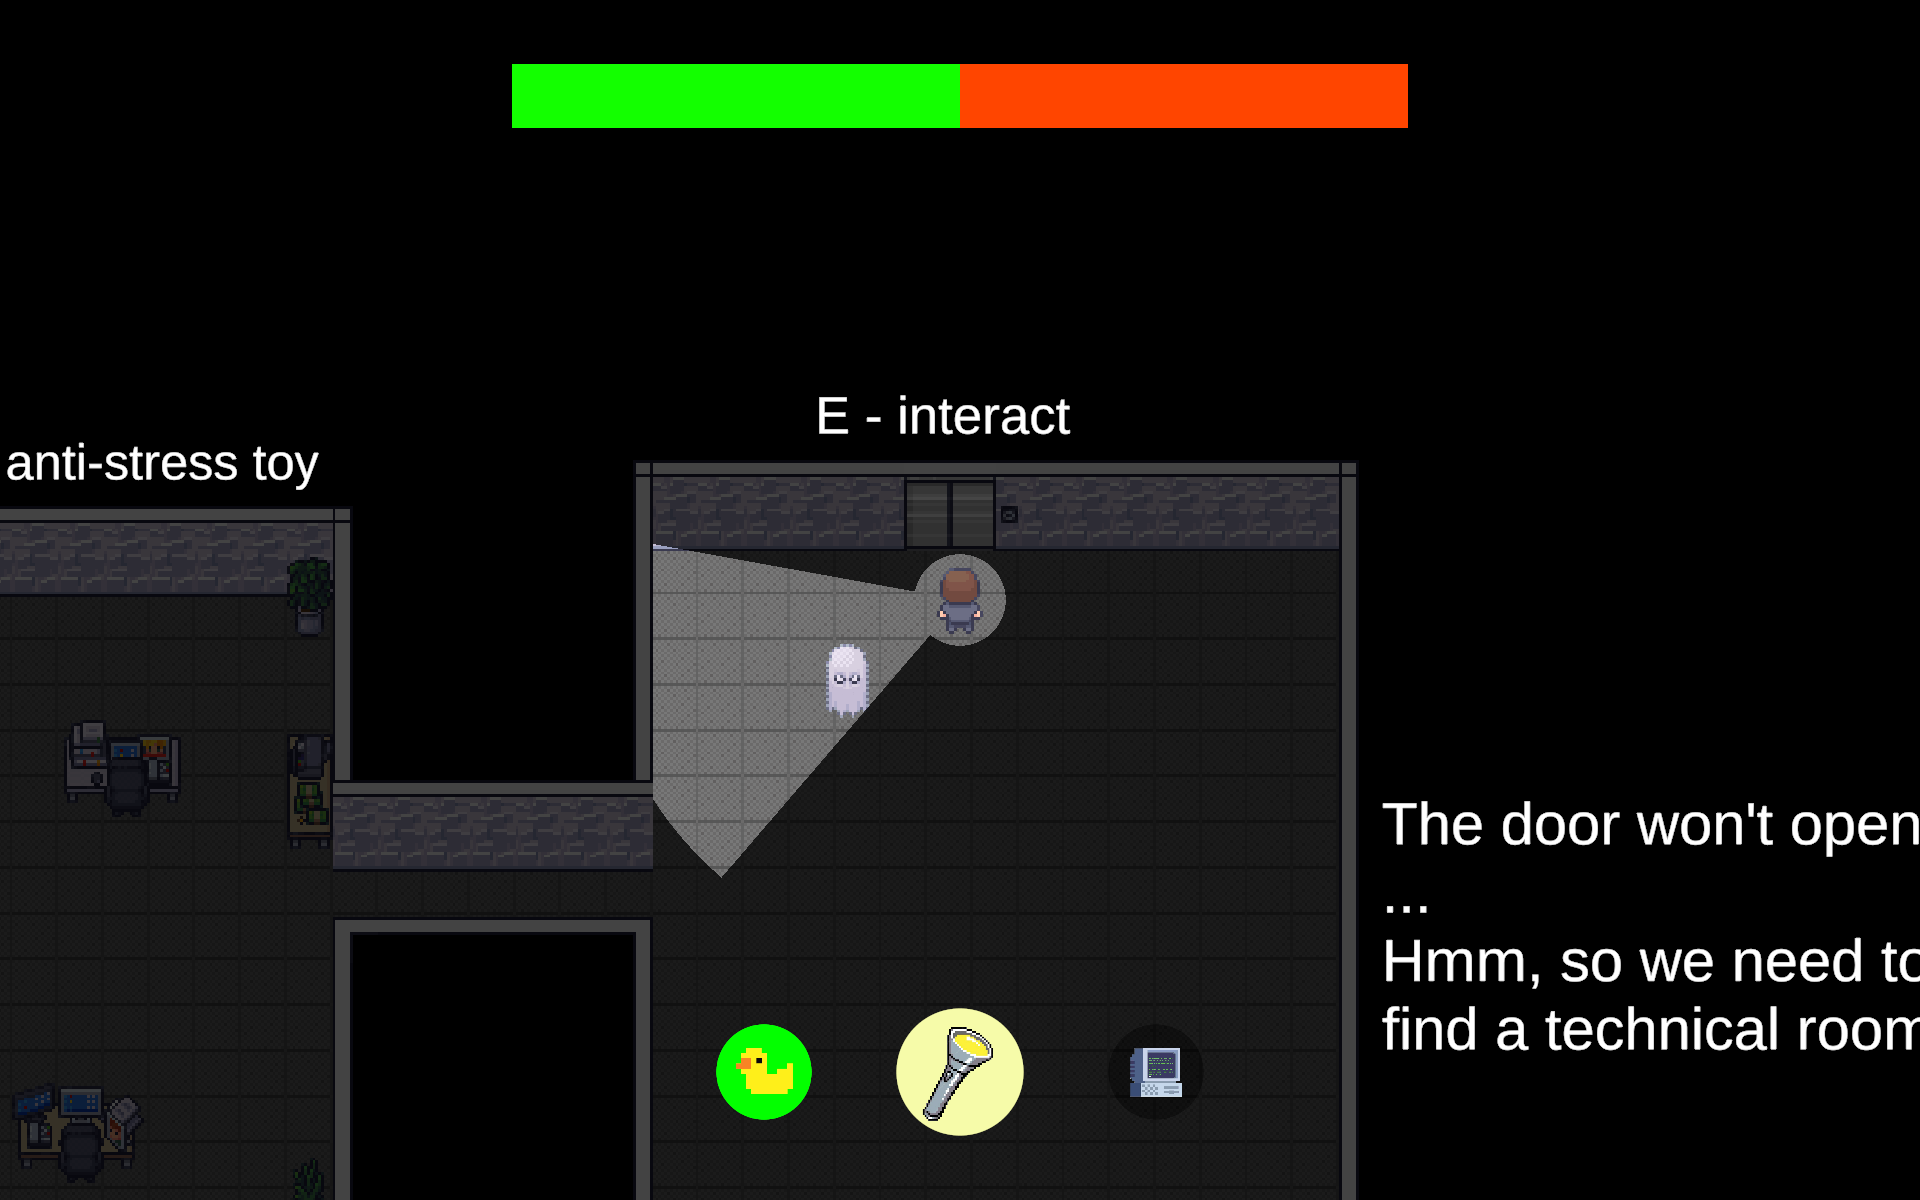 E - interact
anti-stress toy
The door won't open
...
Hmm, so we need to
find a technical room